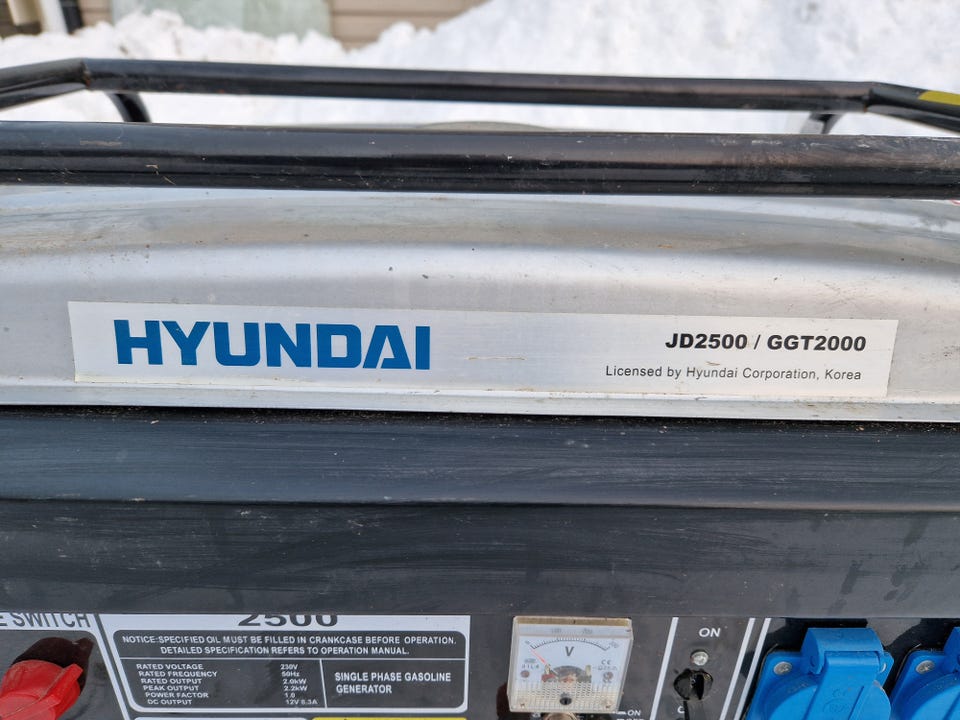 HYUNDAI
JD2500 / GGT2000
Licensed by Hyundai Corporation, Korea
E SWITCH
2500
NOTICE:SPECIFIED OIL MUST BE FILLED IN CRANKCASE BEFORE OPERATION.
DETAILED SPECIFICATION REFERS TO OPERATION MANUAL.
RATED VOLTAGE 230V
RATED FREQUENCY 50Hz
RATED OUTPUT 2.0kW
PEAK OUTPUT 2.2kW
POWER FACTOR 1.0
DC OUTPUT 12V 8.3A
SINGLE PHASE GASOLINE
GENERATOR
V
ON
ON